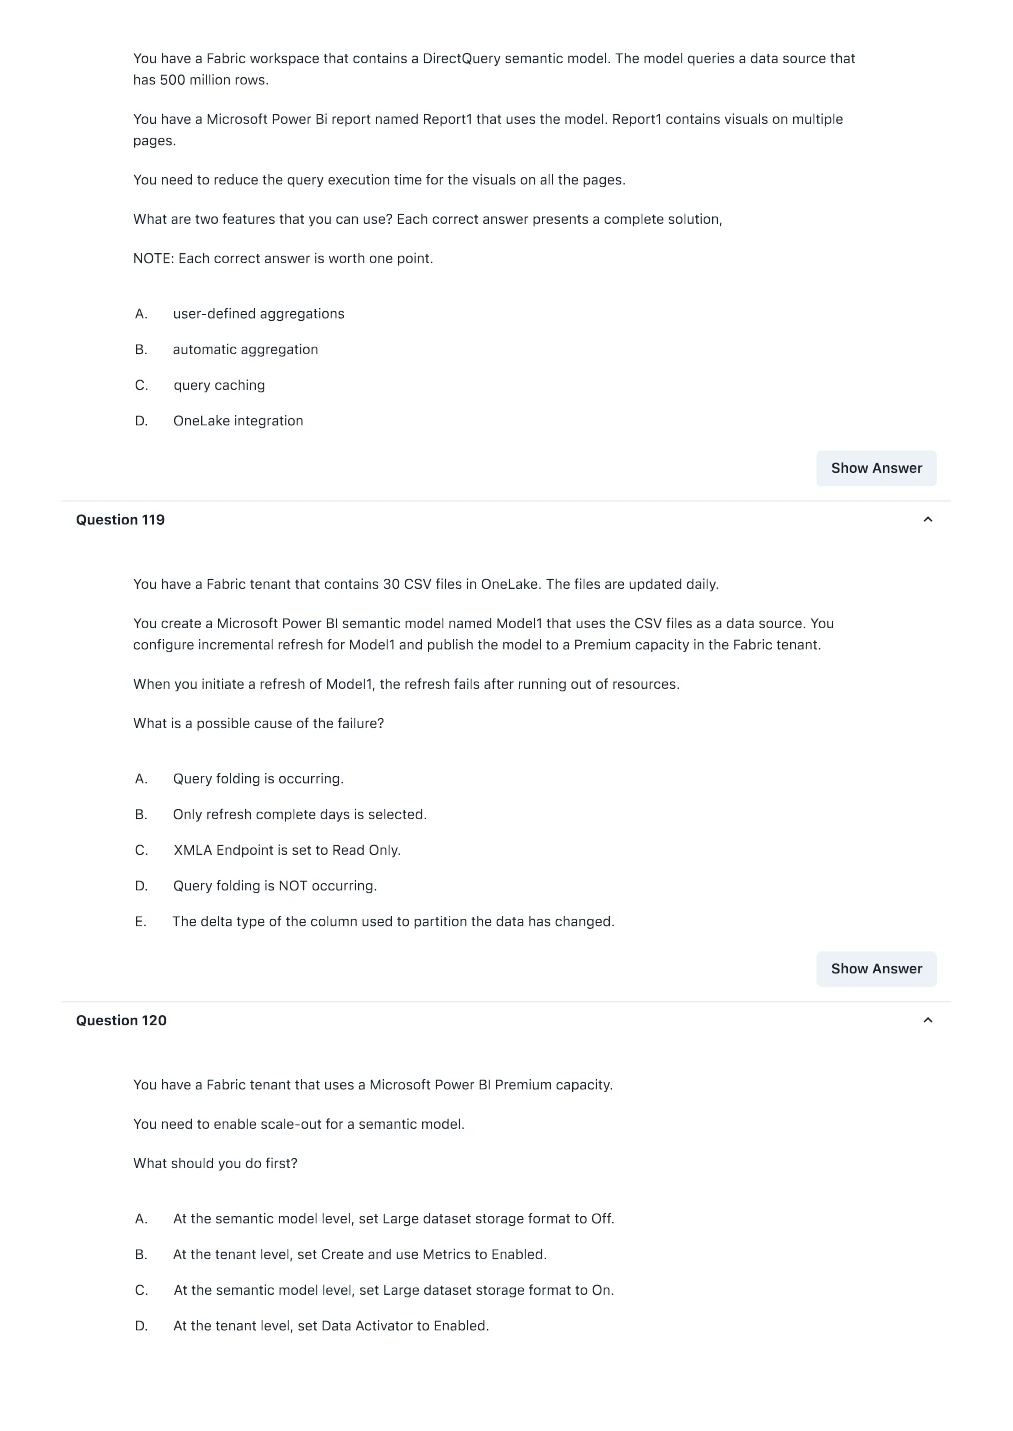 You have a Fabric workspace that contains a DirectQuery semantic model. The model queries a data source that
has 500 million rows.
You have a Microsoft Power Bi report named Report1 that uses the model. Report1 contains visuals on multiple
pages.
You need to reduce the query execution time for the visuals on all the pages.
What are two features that you can use? Each correct answer presents a complete solution,
NOTE: Each correct answer is worth one point.
A. user-defined aggregations
B. automatic aggregation
C. query caching
D. OneLake integration
Show Answer
Question 119
You have a Fabric tenant that contains 30 CSV files in OneLake. The files are updated daily.
You create a Microsoft Power BI semantic model named Model1 that uses the CSV files as a data source. You
configure incremental refresh for Model1 and publish the model to a Premium capacity in the Fabric tenant.
When you initiate a refresh of Model1, the refresh fails after running out of resources.
What is a possible cause of the failure?
A. Query folding is occurring.
B. Only refresh complete days is selected.
C. XMLA Endpoint is set to Read Only.
D. Query folding is NOT occurring.
E. The delta type of the column used to partition the data has changed.
Show Answer
Question 120
You have a Fabric tenant that uses a Microsoft Power BI Premium capacity.
You need to enable scale-out for a semantic model.
What should you do first?
A. At the semantic model level, set Large dataset storage format to Off.
B. At the tenant level, set Create and use Metrics to Enabled.
C. At the semantic model level, set Large dataset storage format to On.
D. At the tenant level, set Data Activator to Enabled.